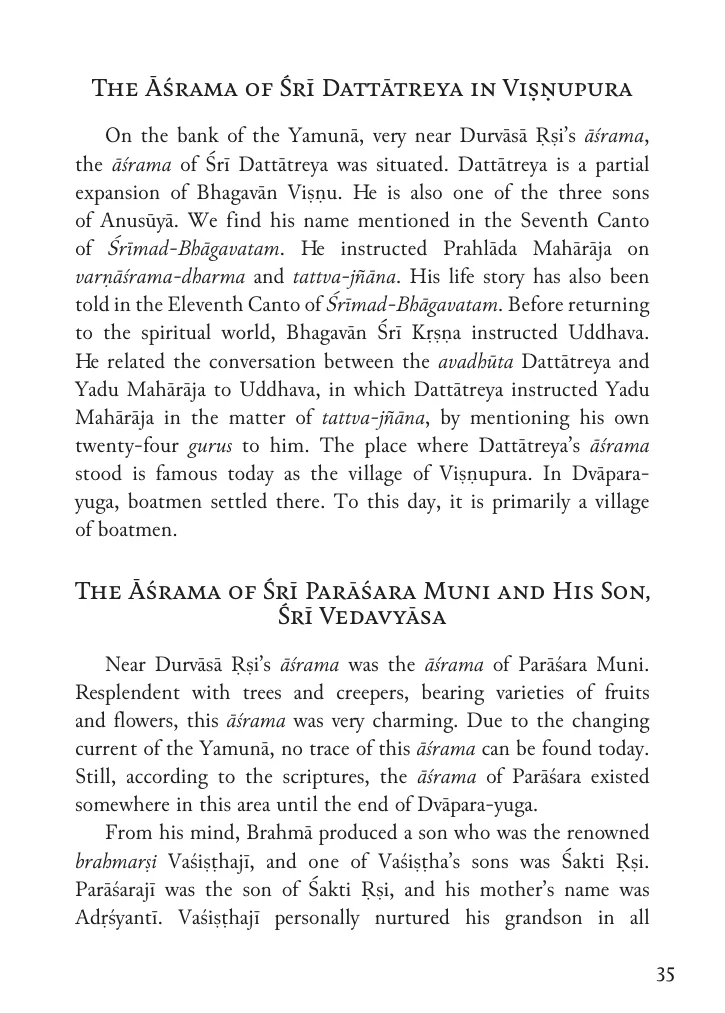 The Āśrama of Śrī Dattātreya in Viṣṇupura
On the bank of the Yamunā, very near Durvāsā Ṛṣi’s āśrama,
the āśrama of Śrī Dattātreya was situated. Dattātreya is a partial
expansion of Bhagavān Viṣṇu. He is also one of the three sons
of Anusūyā. We find his name mentioned in the Seventh Canto
of Śrīmad-Bhāgavatam. He instructed Prahlāda Mahārāja on
varṇāśrama-dharma and tattva-jñāna. His life story has also been
told in the Eleventh Canto of Śrīmad-Bhāgavatam. Before returning
to the spiritual world, Bhagavān Śrī Kṛṣṇa instructed Uddhava.
He related the conversation between the avadhūta Dattātreya and
Yadu Mahārāja to Uddhava, in which Dattātreya instructed Yadu
Mahārāja in the matter of tattva-jñāna, by mentioning his own
twenty-four gurus to him. The place where Dattātreya’s āśrama
stood is famous today as the village of Viṣṇupura. In Dvāpara-
yuga, boatmen settled there. To this day, it is primarily a village
of boatmen.
The Āśrama of Śrī Parāśara Muni and His Son,
Śrī Vedavyāsa
Near Durvāsā Ṛṣi’s āśrama was the āśrama of Parāśara Muni.
Resplendent with trees and creepers, bearing varieties of fruits
and flowers, this āśrama was very charming. Due to the changing
current of the Yamunā, no trace of this āśrama can be found today.
Still, according to the scriptures, the āśrama of Parāśara existed
somewhere in this area until the end of Dvāpara-yuga.
From his mind, Brahmā produced a son who was the renowned
brahmarṣi Vaśiṣṭhajī, and one of Vaśiṣṭha’s sons was Śakti Ṛṣi.
Parāśarajī was the son of Śakti Ṛṣi, and his mother’s name was
Adṛśyantī. Vaśiṣṭhajī personally nurtured his grandson in all
35